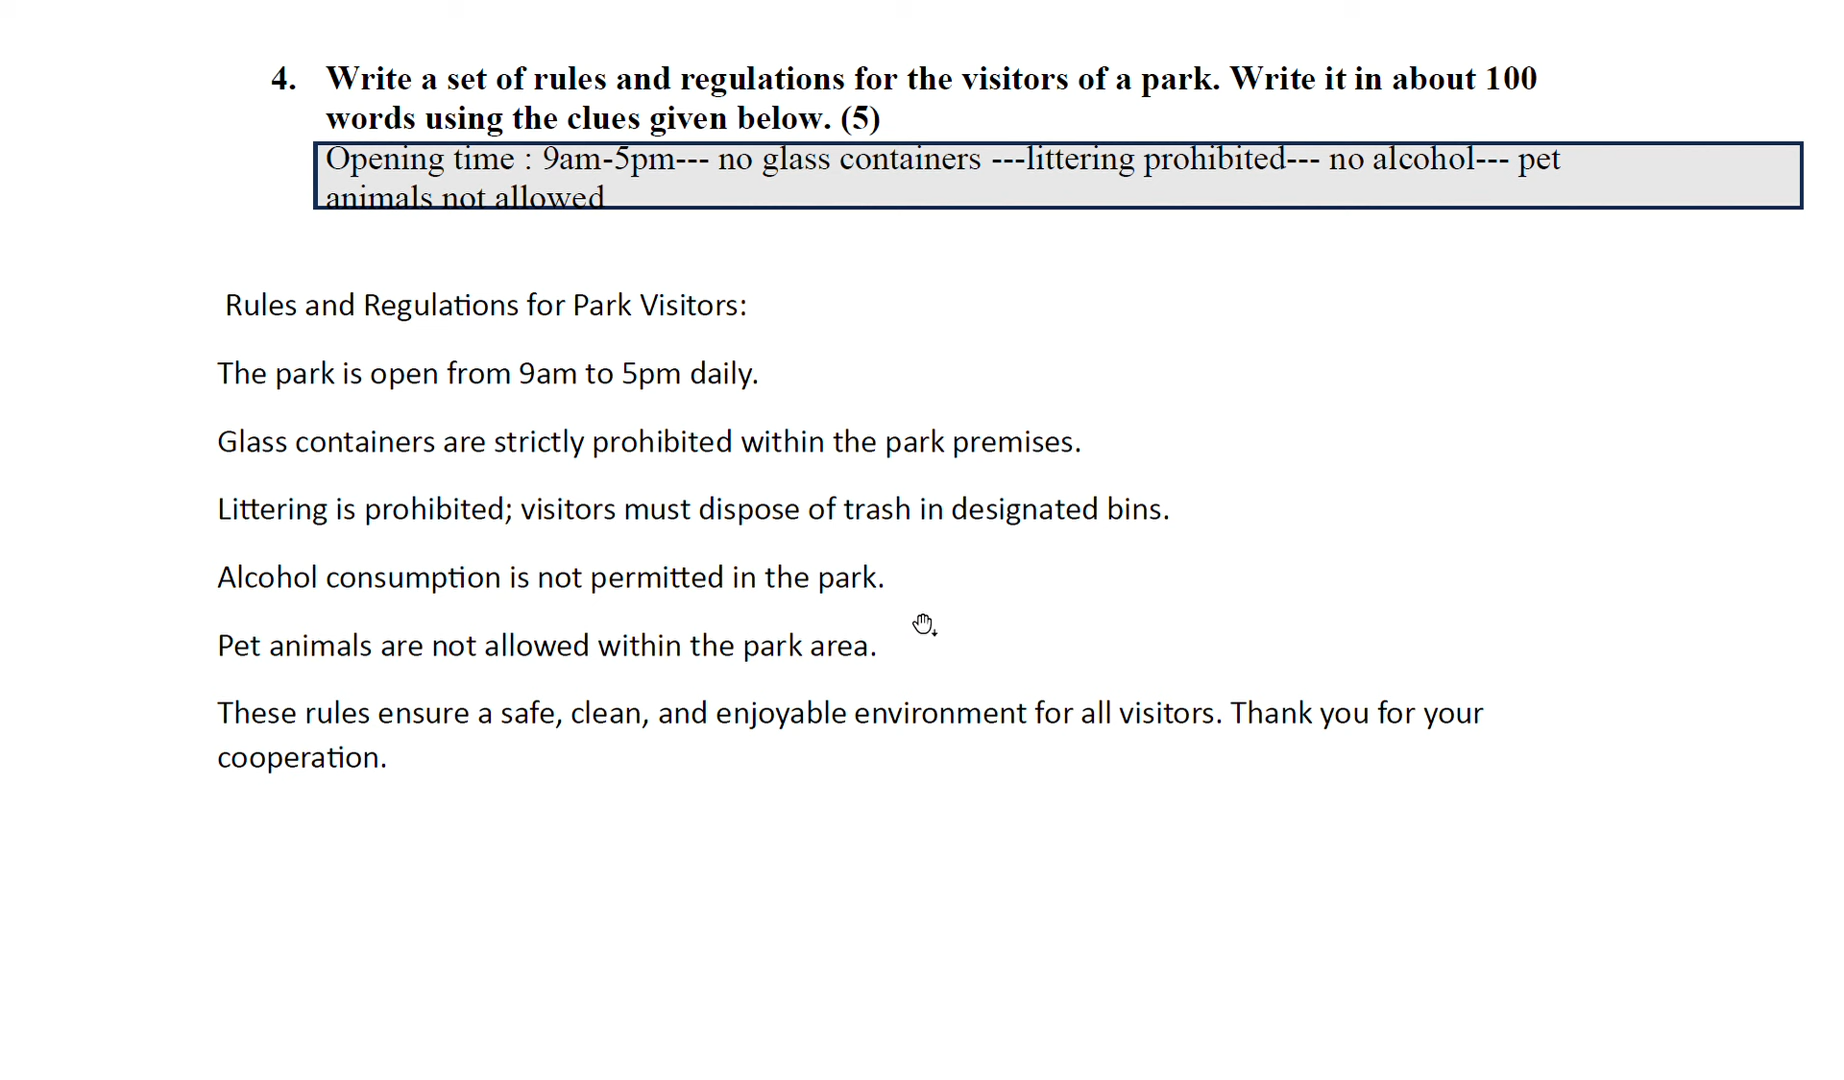 4. Write a set of rules and regulations for the visitors of a park. Write it in about 100
words using the clues given below. (5)
Opening time : 9am-5pm--- no glass containers ---littering prohibited--- no alcohol--- pet
animals not allowed
Rules and Regulations for Park Visitors:
The park is open from 9am to 5pm daily.
Glass containers are strictly prohibited within the park premises.
Littering is prohibited; visitors must dispose of trash in designated bins.
Alcohol consumption is not permitted in the park.
Pet animals are not allowed within the park area.
These rules ensure a safe, clean, and enjoyable environment for all visitors. Thank you for your
cooperation.